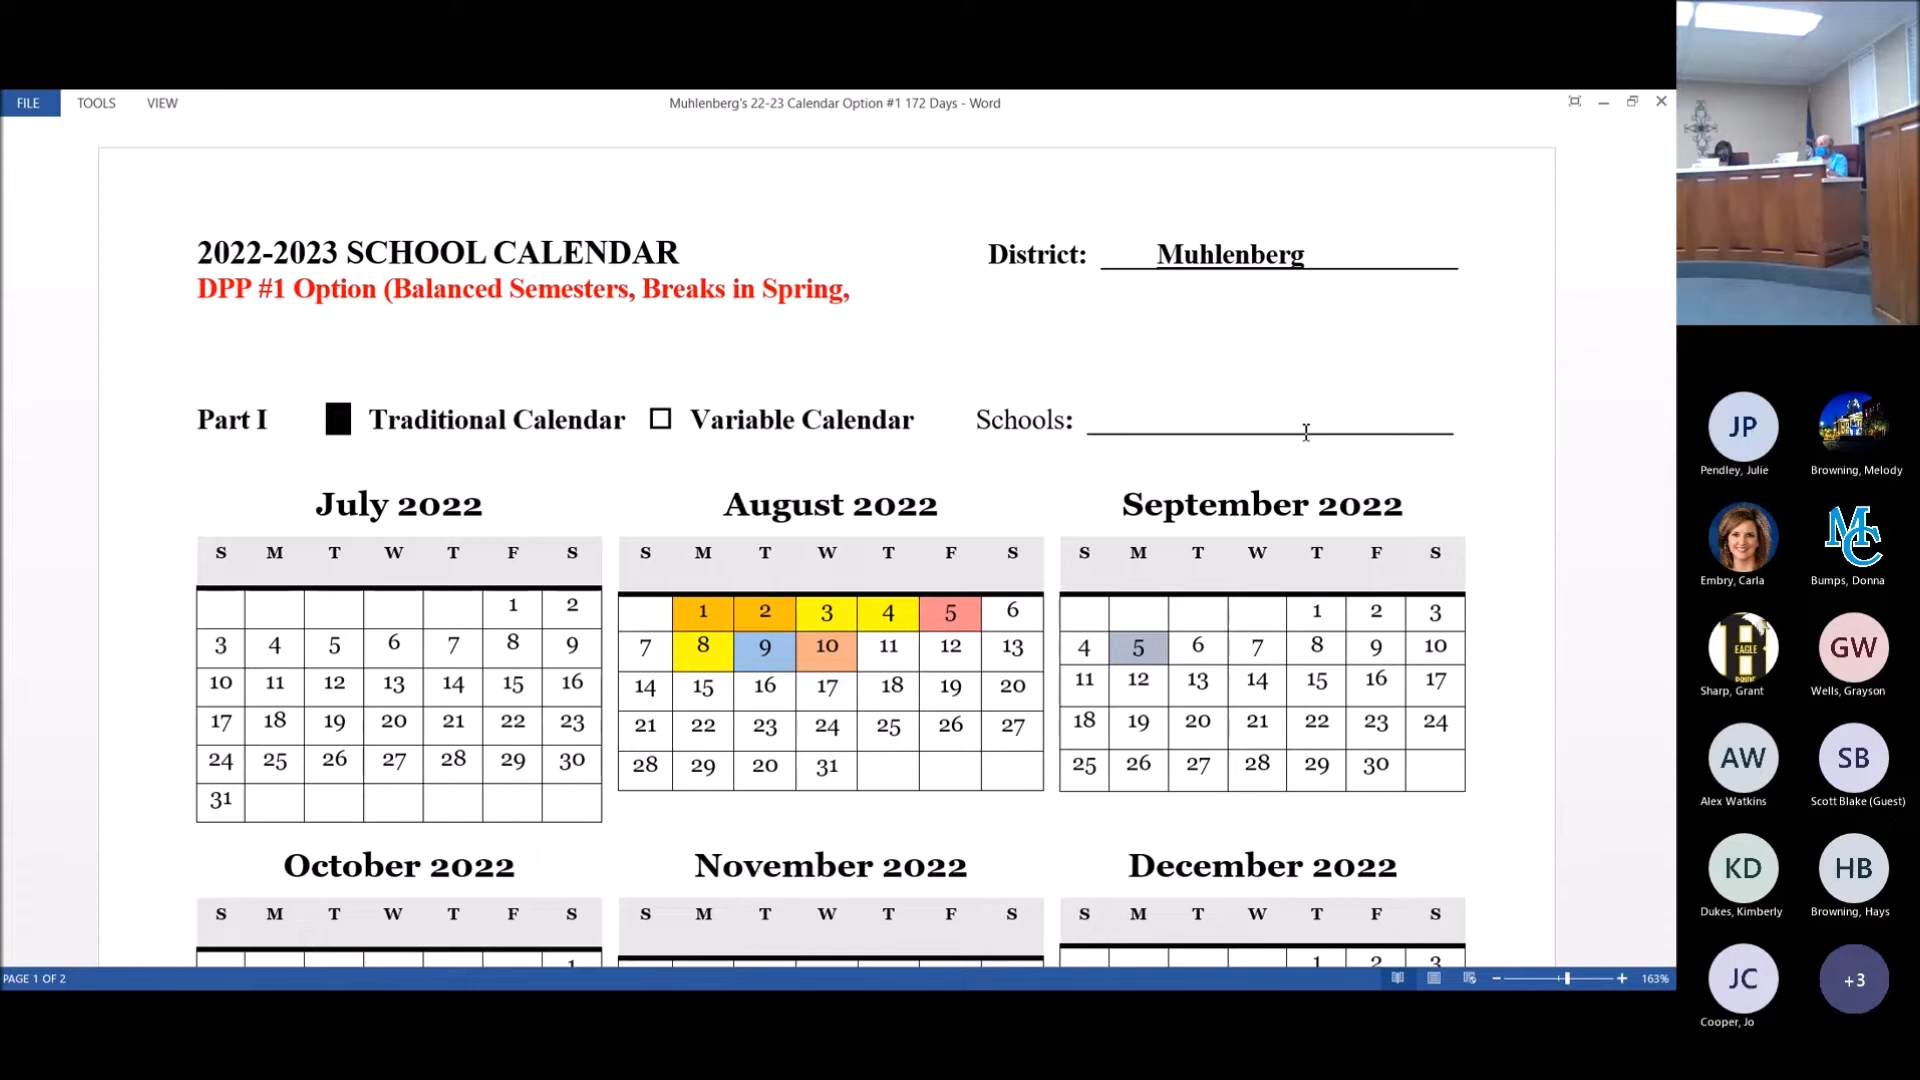 FILE TOOLS VIEW Muhlenberg's 22-23 Calendar Option #1 172 Days - Word
2022-2023 SCHOOL CALENDAR District: Muhlenberg
DPP #1 Option (Balanced Semesters, Breaks in Spring,
Part I Traditional Calendar Variable Calendar Schools:
July 2022
S M T W T F S
1 2
3 4 5 6 7 8 9
10 11 12 13 14 15 16
17 18 19 20 21 22 23
24 25 26 27 28 29 30
31
August 2022
S M T W T F S
1 2 3 4 5 6
7 8 9 10 11 12 13
14 15 16 17 18 19 20
21 22 23 24 25 26 27
28 29 20 31
September 2022
S M T W T F S
1 2 3
4 5 6 7 8 9 10
11 12 13 14 15 16 17
18 19 20 21 22 23 24
25 26 27 28 29 30
October 2022
S M T W T F S
1
November 2022
S M T W T F S
December 2022
S M T W T F S
1 2 3
PAGE 1 OF 2 163%
JP
Pendley, Julie Browning, Melody
MC
Embry, Carla Bumps, Donna
H EAGLE GW
Sharp, Grant Wells, Grayson
AW SB
Alex Watkins Scott Blake (Guest)
KD HB
Dukes, Kimberly Browning, Hays
JC +3
Cooper, Jo